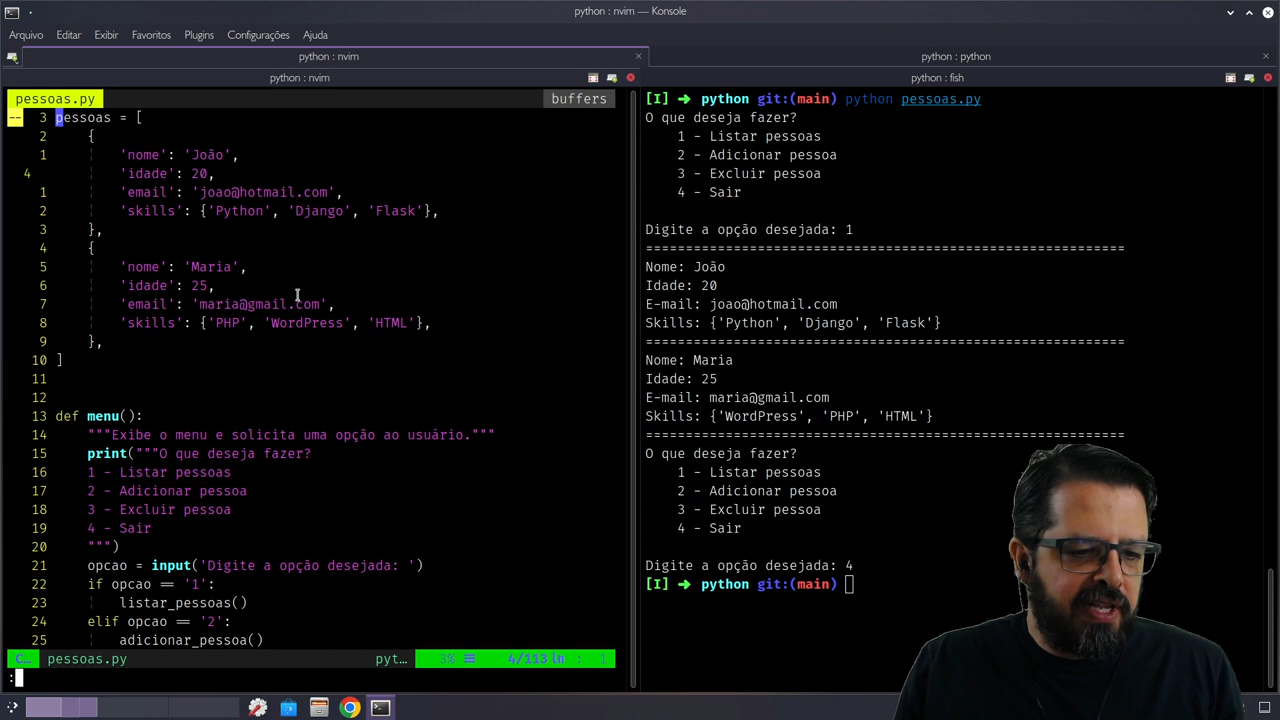 python : nvim — Konsole
Arquivo Editar Exibir Favoritos Plugins Configurações Ajuda
python : nvim
python : python
python : nvim
python : fish
pessoas.py
buffers
-- 3 pessoas = [
2 {
1 'nome': 'João',
4 'idade': 20,
1 'email': 'joao@hotmail.com',
2 'skills': {'Python', 'Django', 'Flask'},
3 },
4 {
5 'nome': 'Maria',
6 'idade': 25,
7 'email': 'maria@gmail.com',
8 'skills': {'PHP', 'WordPress', 'HTML'},
9 },
10 ]
11
12
13 def menu():
14 """Exibe o menu e solicita uma opção ao usuário."""
15 print("""O que deseja fazer?
16 1 - Listar pessoas
17 2 - Adicionar pessoa
18 3 - Excluir pessoa
19 4 - Sair
20 """)
21 opcao = input('Digite a opção desejada: ')
22 if opcao == '1':
23 listar_pessoas()
24 elif opcao == '2':
25 adicionar_pessoa()
C… pessoas.py pyt… 3% ☰ 4/113 ln : 1
:
[I] ➜ python git:(main) python pessoas.py
O que deseja fazer?
1 - Listar pessoas
2 - Adicionar pessoa
3 - Excluir pessoa
4 - Sair
Digite a opção desejada: 1
============================================================
Nome: João
Idade: 20
E-mail: joao@hotmail.com
Skills: {'Python', 'Django', 'Flask'}
============================================================
Nome: Maria
Idade: 25
E-mail: maria@gmail.com
Skills: {'WordPress', 'PHP', 'HTML'}
============================================================
O que deseja fazer?
1 - Listar pessoas
2 - Adicionar pessoa
3 - Excluir pessoa
4 - Sair
Digite a opção desejada: 4
[I] ➜ python git:(main)